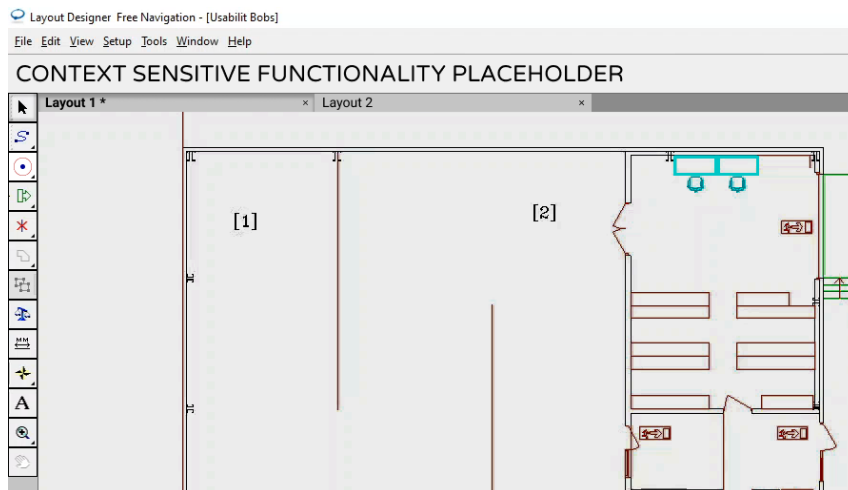 Layout Designer Free Navigation - [Usabilit Bobs]
File Edit View Setup Tools Window Help
CONTEXT SENSITIVE FUNCTIONALITY PLACEHOLDER
Layout 1 * × Layout 2 ×
[1] [2]
MM
A